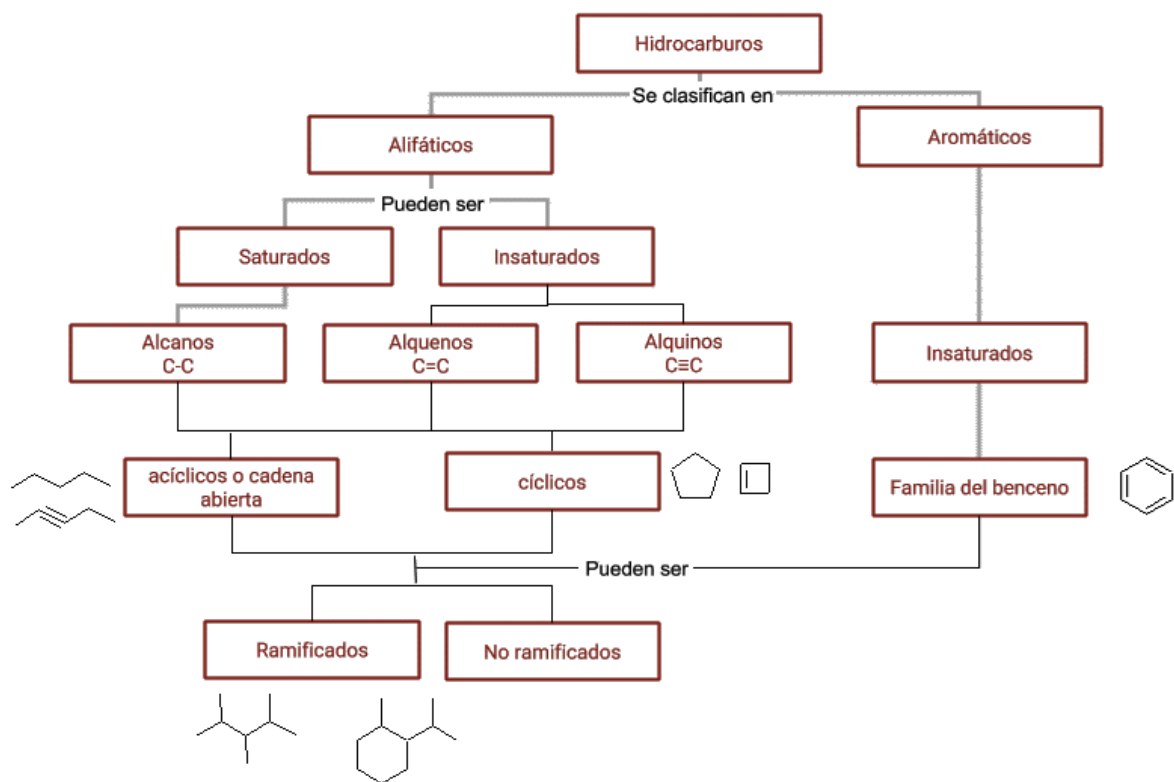 Hidrocarburos
Se clasifican en
Alifáticos
Aromáticos
Pueden ser
Saturados
Insaturados
Alcanos
C-C
Alquenos
C=C
Alquinos
C≡C
Insaturados
acíclicos o cadena
abierta
cíclicos
Familia del benceno
Pueden ser
Ramificados
No ramificados